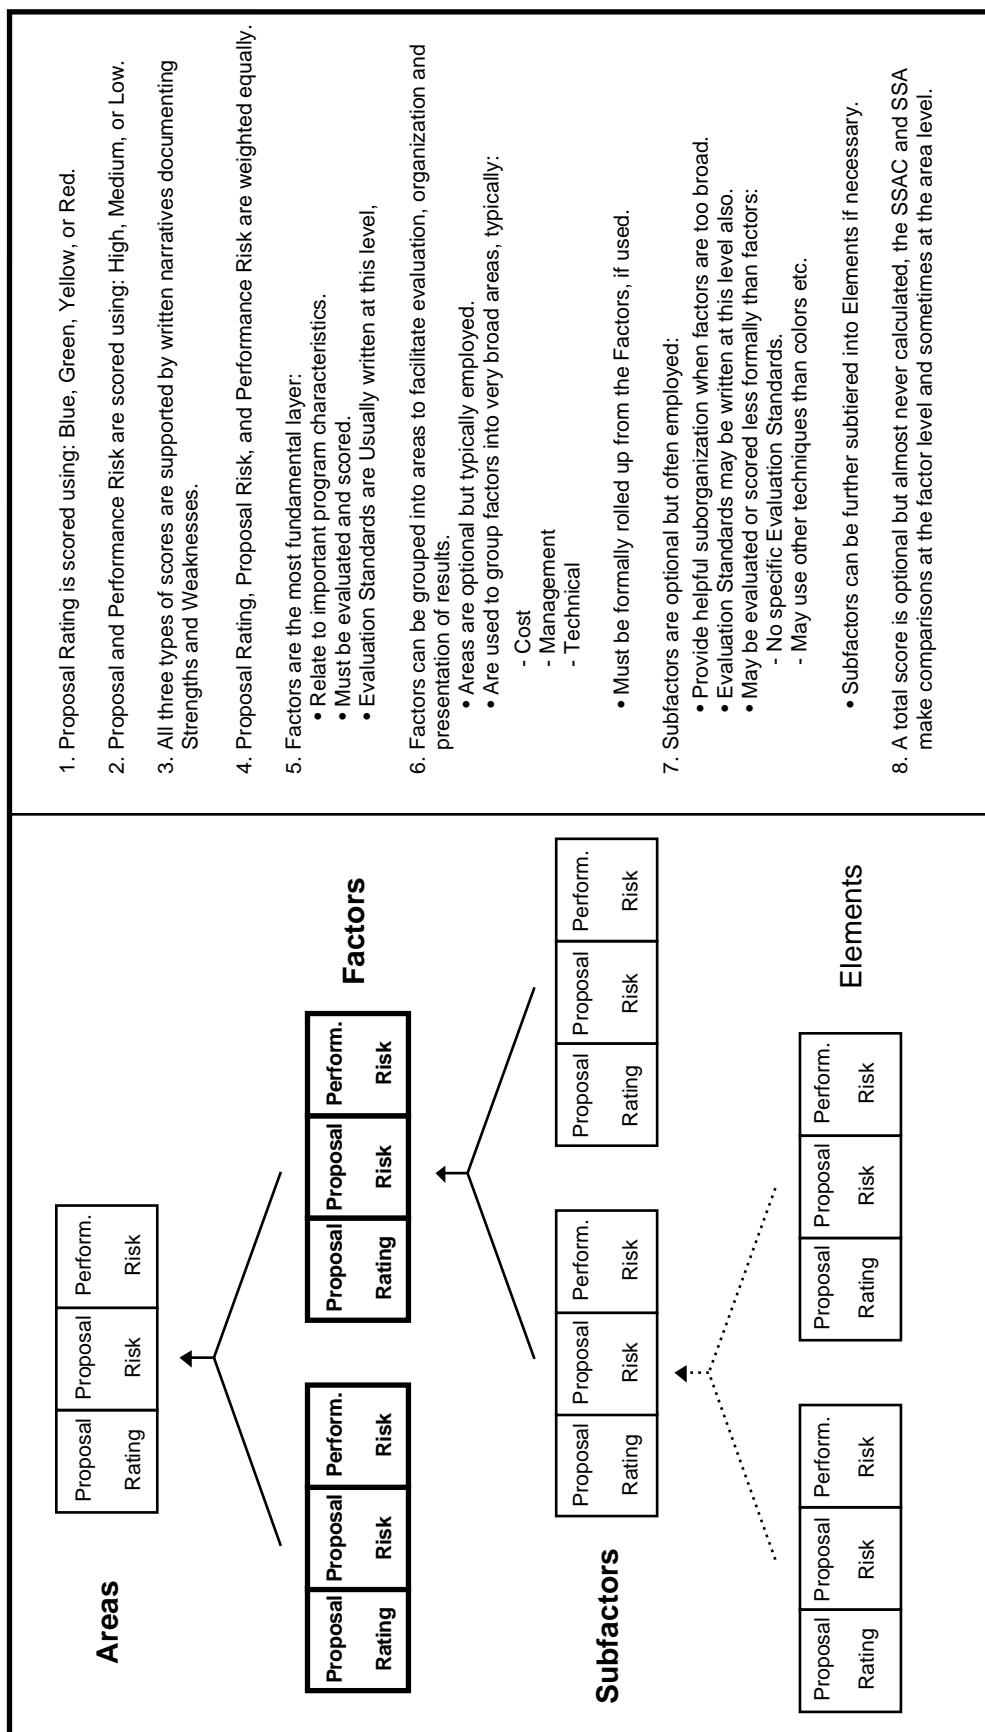 Areas
Proposal Rating
Proposal Risk
Perform. Risk
Factors
Proposal Rating
Proposal Risk
Perform. Risk
Proposal Rating
Proposal Risk
Perform. Risk
Subfactors
Proposal Rating
Proposal Risk
Perform. Risk
Proposal Rating
Proposal Risk
Perform. Risk
Elements
Proposal Rating
Proposal Risk
Perform. Risk
Proposal Rating
Proposal Risk
Perform. Risk
1. Proposal Rating is scored using: Blue, Green, Yellow, or Red.
2. Proposal and Performance Risk are scored using: High, Medium, or Low.
3. All three types of scores are supported by written narratives documenting
Strengths and Weaknesses.
4. Proposal Rating, Proposal Risk, and Performance Risk are weighted equally.
5. Factors are the most fundamental layer:
• Relate to important program characteristics.
• Must be evaluated and scored.
• Evaluation Standards are Usually written at this level,
6. Factors can be grouped into areas to facilitate evaluation, organization and
presentation of results.
• Areas are optional but typically employed.
• Are used to group factors into very broad areas, typically:
- Cost
- Management
- Technical
• Must be formally rolled up from the Factors, if used.
7. Subfactors are optional but often employed:
• Provide helpful suborganization when factors are too broad.
• Evaluation Standards may be written at this level also.
• May be evaluated or scored less formally than factors:
- No specific Evaluation Standards.
- May use other techniques than colors etc.
• Subfactors can be further subtiered into Elements if necessary.
8. A total score is optional but almost never calculated, the SSAC and SSA
make comparisons at the factor level and sometimes at the area level.